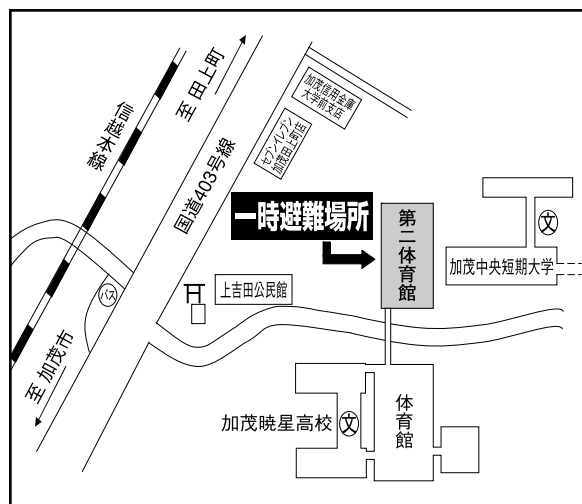 至 田上町
信越本線
国道403号線
加茂信用金庫
大学前支店
セブンイレブン
加茂田上町店
一時避難場所
第二体育館
文
加茂中央短期大学
バス
上吉田公民館
至 加茂市
加茂暁星高校
文
体育館